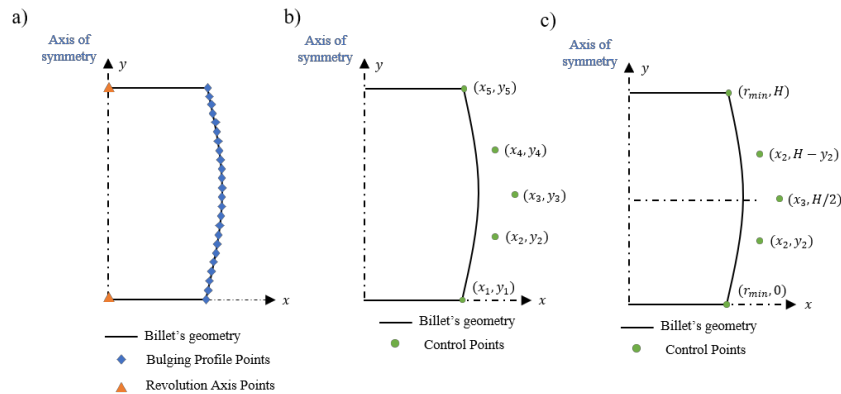 a)
Axis of
symmetry
y
x
Billet's geometry
Bulging Profile Points
Revolution Axis Points
b)
Axis of
symmetry
y
(x₅, y₅)
(x₄, y₄)
(x₃, y₃)
(x₂, y₂)
(x₁, y₁)
x
Billet's geometry
Control Points
c)
Axis of
symmetry
y
(rₘᵢₙ, H)
(x₂, H − y₂)
(x₃, H/2)
(x₂, y₂)
(rₘᵢₙ, 0)
x
Billet's geometry
Control Points